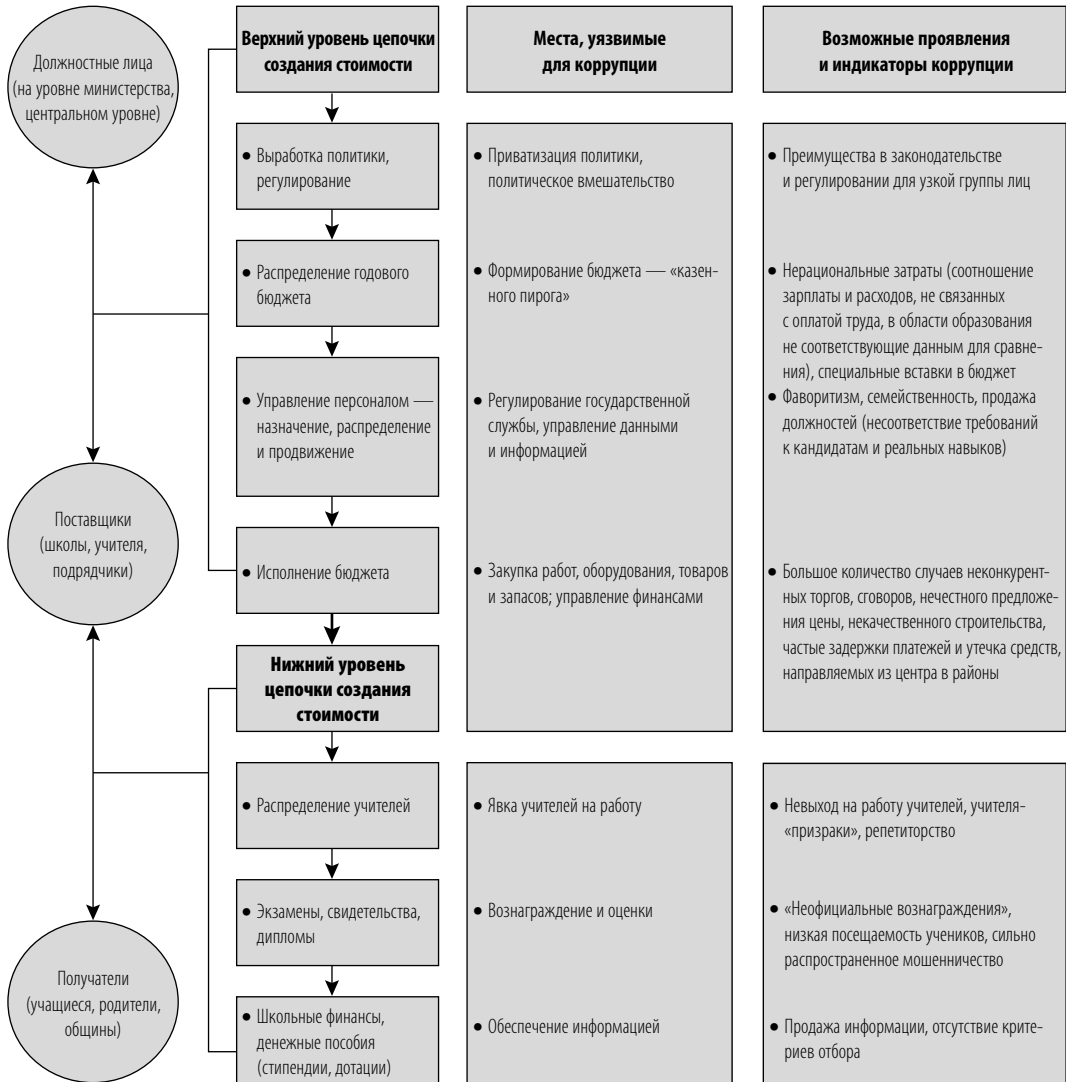 Должностные лица
(на уровне министерства,
центральном уровне)
Поставщики
(школы, учителя,
подрядчики)
Получатели
(учащиеся, родители,
общины)
Верхний уровень цепочки
создания стоимости
• Выработка политики,
регулирование
• Распределение годового
бюджета
• Управление персоналом —
назначение, распределение
и продвижение
• Исполнение бюджета
Нижний уровень
цепочки создания
стоимости
• Распределение учителей
• Экзамены, свидетельства,
дипломы
• Школьные финансы,
денежные пособия
(стипендии, дотации)
Места, уязвимые
для коррупции
• Приватизация политики,
политическое вмешательство
• Формирование бюджета — «казен-
ного пирога»
• Регулирование государственной
службы, управление данными
и информацией
• Закупка работ, оборудования, товаров
и запасов; управление финансами
• Явка учителей на работу
• Вознаграждение и оценки
• Обеспечение информацией
Возможные проявления
и индикаторы коррупции
• Преимущества в законодательстве
и регулировании для узкой группы лиц
• Нерациональные затраты (соотношение
зарплаты и расходов, не связанных
с оплатой труда, в области образования
не соответствующие данным для сравне-
ния), специальные вставки в бюджет
• Фаворитизм, семейственность, продажа
должностей (несоответствие требований
к кандидатам и реальных навыков)
• Большое количество случаев неконкурент-
ных торгов, сговоров, нечестного предложе-
ния цены, некачественного строительства,
частые задержки платежей и утечка средств,
направляемых из центра в районы
• Невыход на работу учителей, учителя-
«призраки», репетиторство
• «Неофициальные вознаграждения»,
низкая посещаемость учеников, сильно
распространенное мошенничество
• Продажа информации, отсутствие крите-
риев отбора